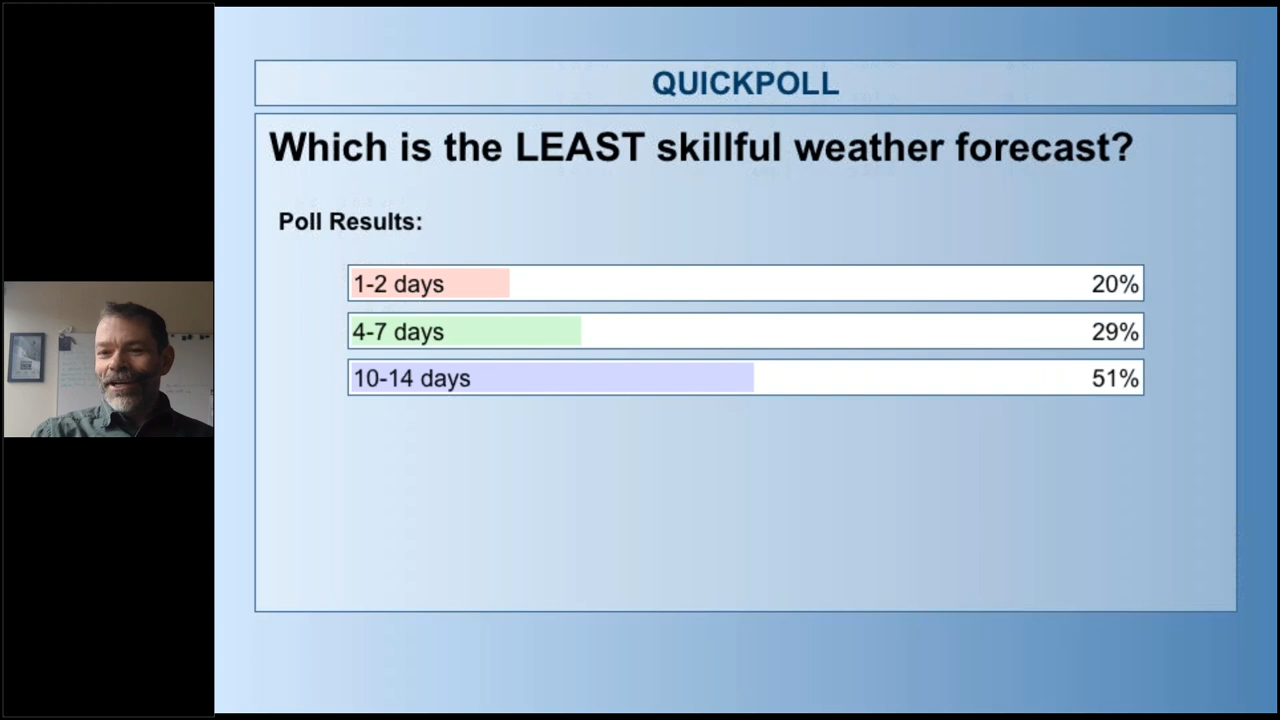 QUICKPOLL
Which is the LEAST skillful weather forecast?
Poll Results:
1-2 days 20%
4-7 days 29%
10-14 days 51%